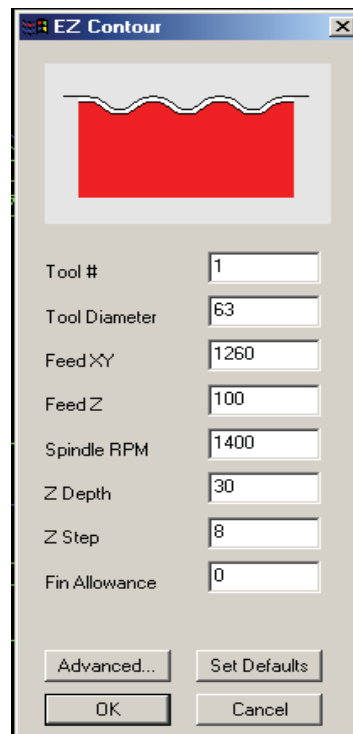 EZ Contour
Tool # 1
Tool Diameter 63
Feed XY 1260
Feed Z 100
Spindle RPM 1400
Z Depth 30
Z Step 8
Fin Allowance 0
Advanced... Set Defaults
OK Cancel